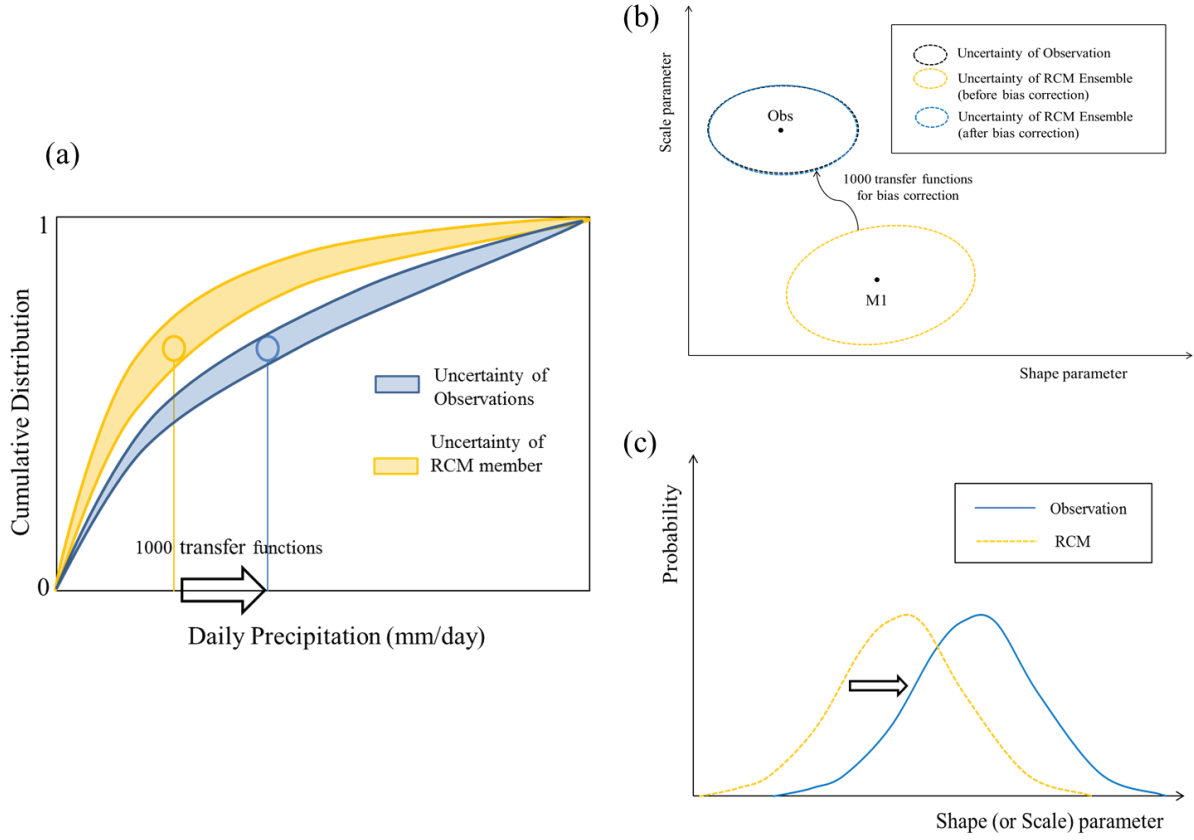 (a)
1
Cumulative Distribution
0
Uncertainty of
Observations
Uncertainty of
RCM member
1000 transfer functions
Daily Precipitation (mm/day)
(b)
Scale parameter
Uncertainty of Observation
Uncertainty of RCM Ensemble
(before bias correction)
Uncertainty of RCM Ensemble
(after bias correction)
Obs
1000 transfer functions
for bias correction
M1
Shape parameter
(c)
Probability
Observation
RCM
Shape (or Scale) parameter